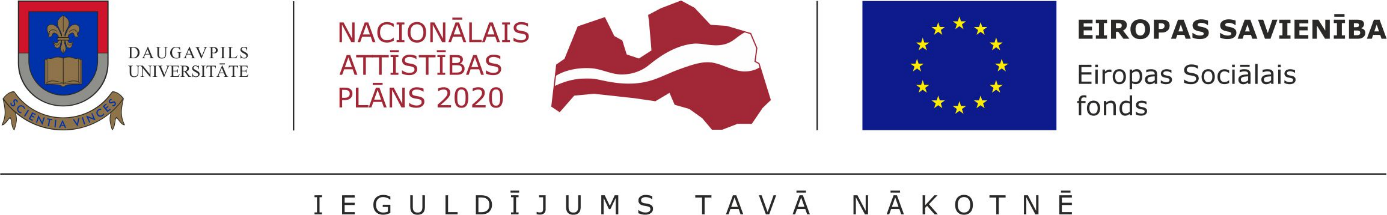 DAUGAVPILS
UNIVERSITĀTE
SCIENTIA VINCES
NACIONĀLAIS
ATTĪSTĪBAS
PLĀNS 2020
EIROPAS SAVIENĪBA
Eiropas Sociālais
fonds
IEGULDĪJUMS TAVĀ NĀKOTNĒ